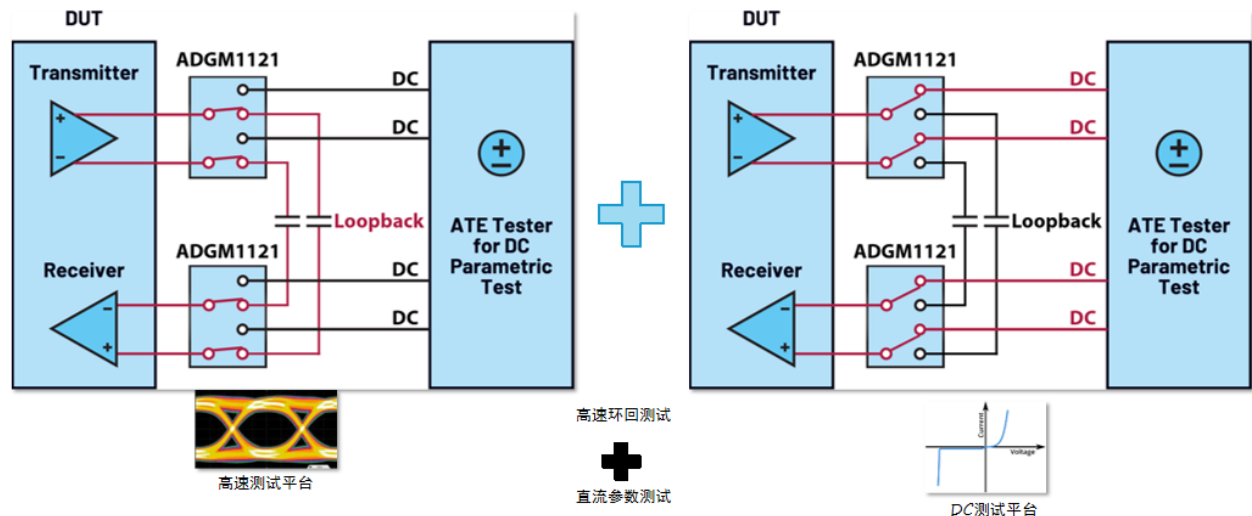 DUT
Transmitter
+
−
Receiver
−
+
ADGM1121
DC
DC
Loopback
ADGM1121
DC
DC
+
ATE Tester
for DC
Parametric
Test
高速测试平台
高速环回测试
直流参数测试
DUT
Transmitter
+
−
Receiver
−
+
ADGM1121
DC
DC
Loopback
ADGM1121
DC
DC
±
ATE Tester
for DC
Parametric
Test
Current
Voltage
DC测试平台